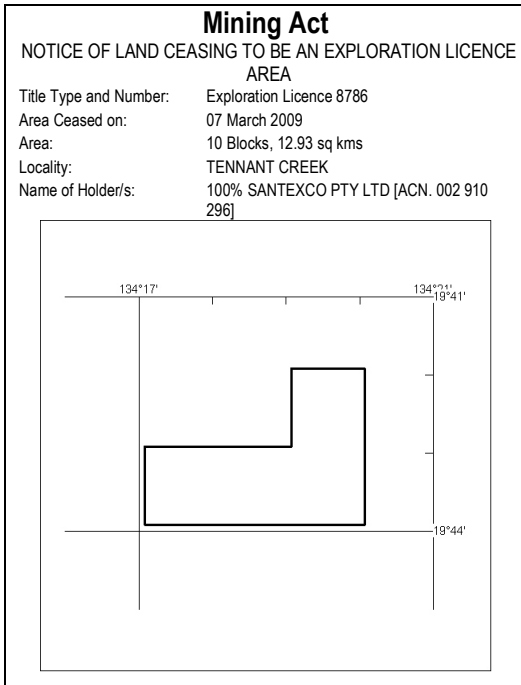 Mining Act
NOTICE OF LAND CEASING TO BE AN EXPLORATION LICENCE
AREA
Title Type and Number: Exploration Licence 8786
Area Ceased on: 07 March 2009
Area: 10 Blocks, 12.93 sq kms
Locality: TENNANT CREEK
Name of Holder/s: 100% SANTEXCO PTY LTD [ACN. 002 910
296]
134°17' 134°21'
19°41'
19°44'